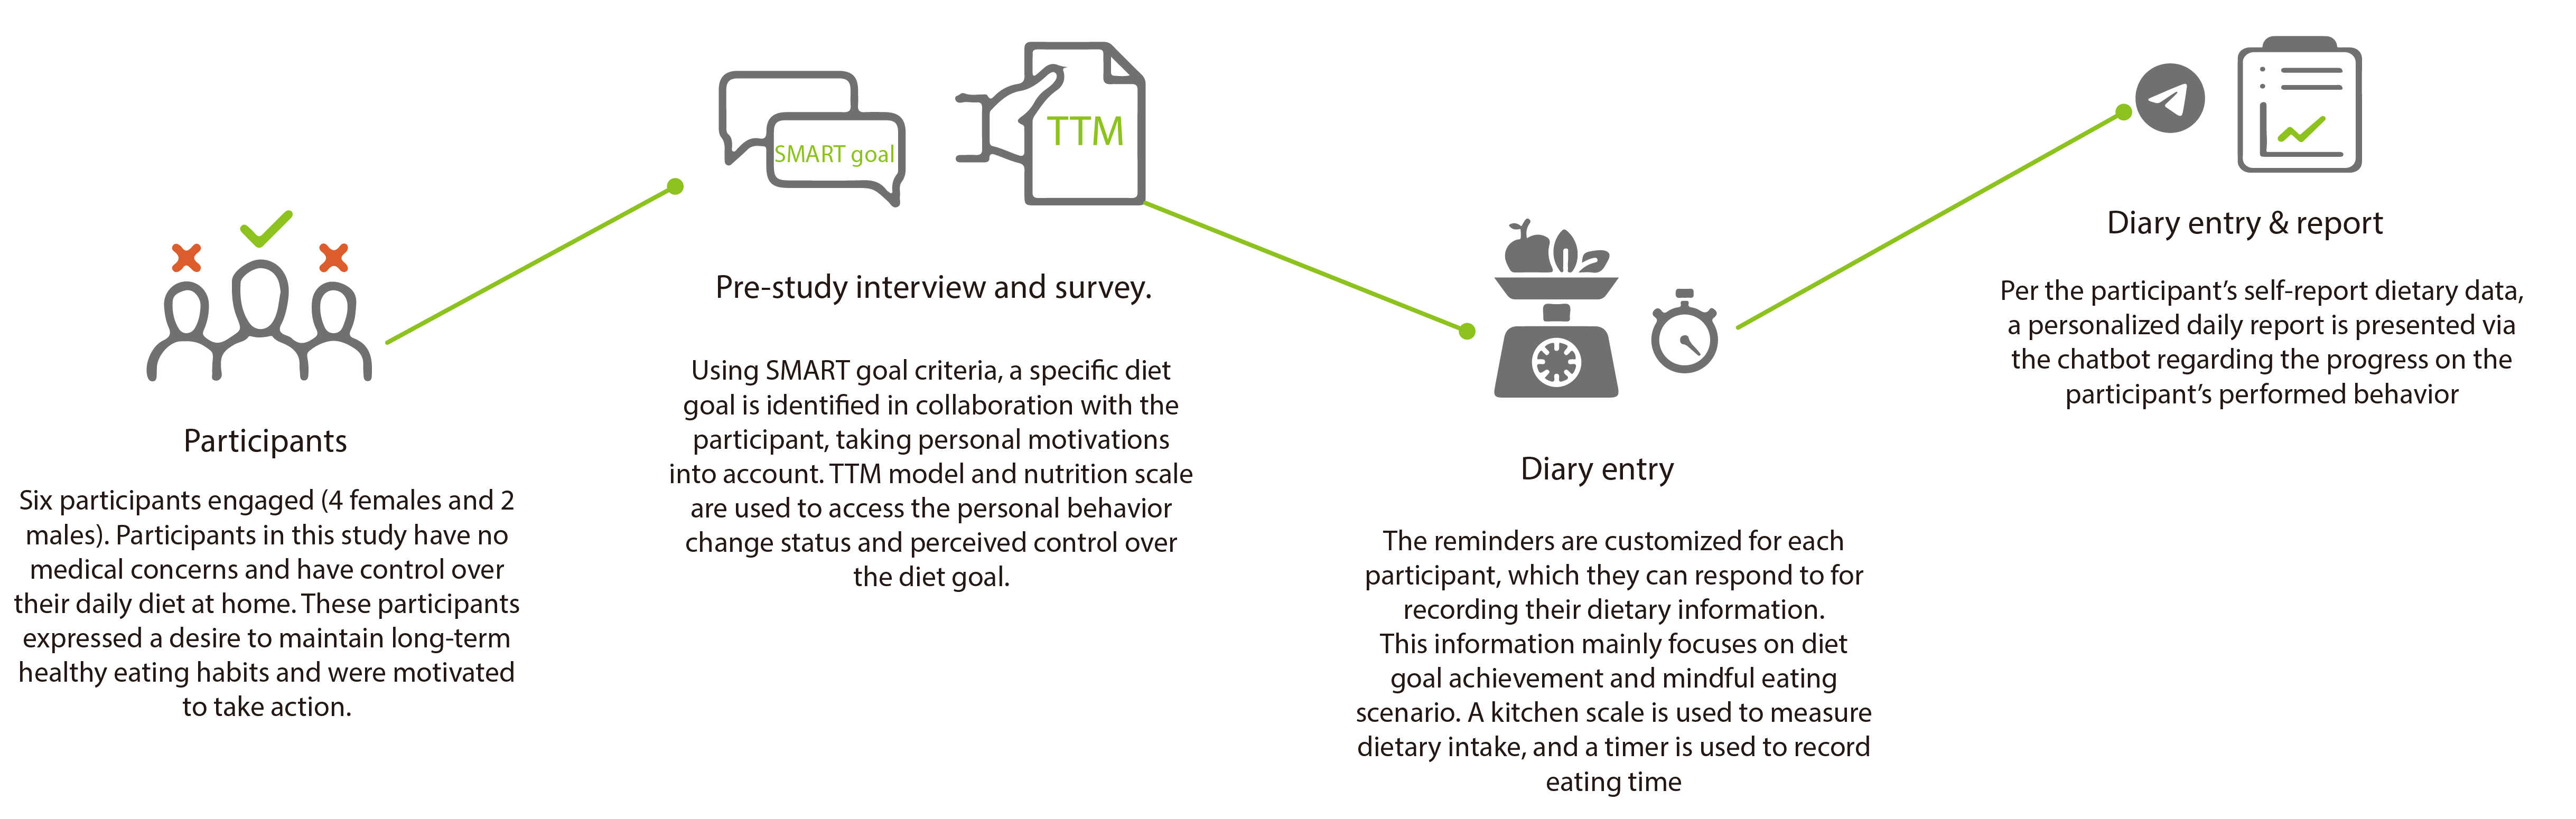 SMART goal
TTM
Participants
Six participants engaged (4 females and 2
males). Participants in this study have no
medical concerns and have control over
their daily diet at home. These participants
expressed a desire to maintain long-term
healthy eating habits and were motivated
to take action.
Pre-study interview and survey.
Using SMART goal criteria, a specific diet
goal is identified in collaboration with the
participant, taking personal motivations
into account. TTM model and nutrition scale
are used to access the personal behavior
change status and perceived control over
the diet goal.
Diary entry
The reminders are customized for each
participant, which they can respond to for
recording their dietary information.
This information mainly focuses on diet
goal achievement and mindful eating
scenario. A kitchen scale is used to measure
dietary intake, and a timer is used to record
eating time
Diary entry & report
Per the participant’s self-report dietary data,
a personalized daily report is presented via
the chatbot regarding the progress on the
participant’s performed behavior